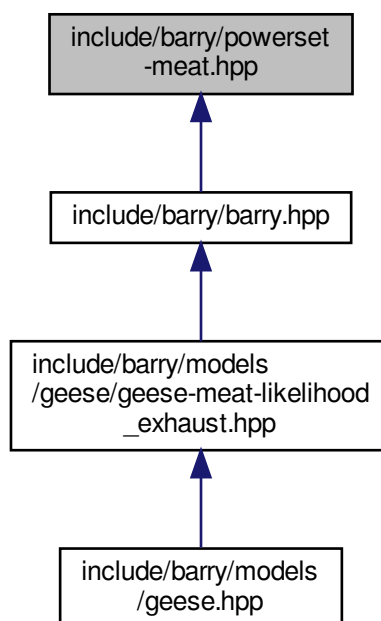 include/barry/powerset
-meat.hpp
include/barry/barry.hpp
include/barry/models
/geese/geese-meat-likelihood
_exhaust.hpp
include/barry/models
/geese.hpp